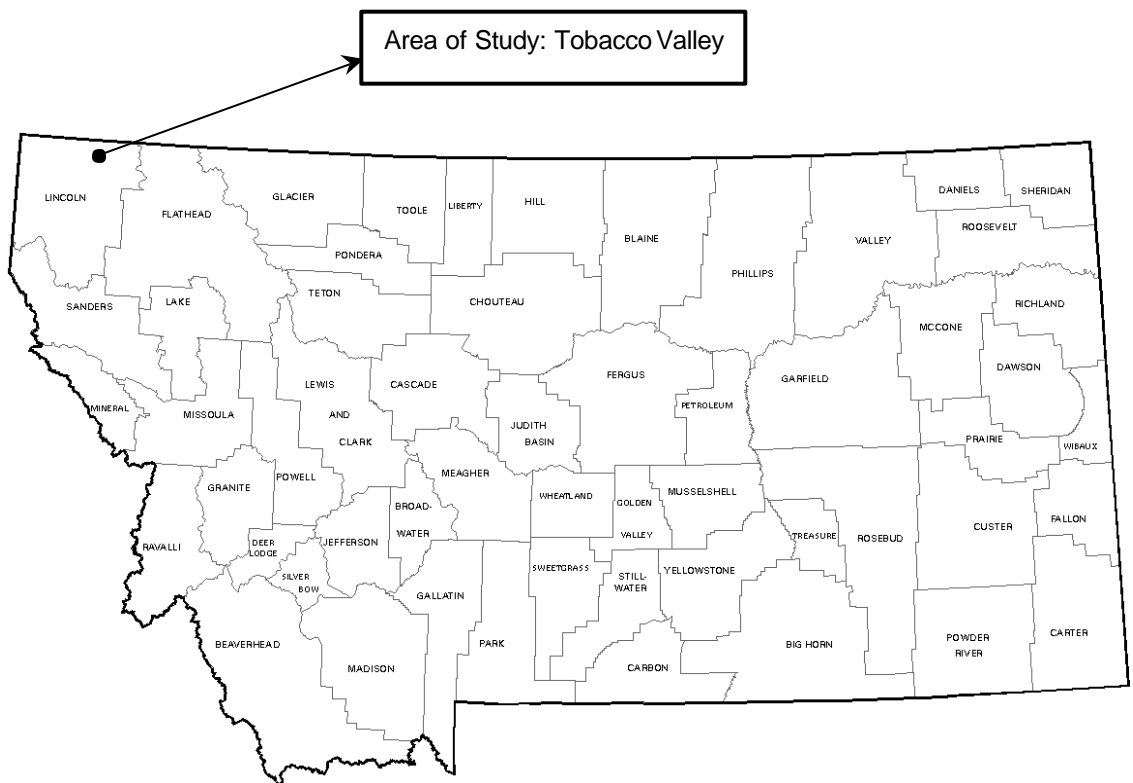 Area of Study: Tobacco Valley
LINCOLN
FLATHEAD
GLACIER
TOOLE
LIBERTY
HILL
BLAINE
PHILLIPS
VALLEY
DANIELS
SHERIDAN
ROOSEVELT
PONDERA
TETON
CHOUTEAU
SANDERS
LAKE
RICHLAND
MCCONE
DAWSON
GARFIELD
FERGUS
PETROLEUM
CASCADE
LEWIS
AND
CLARK
MINERAL
MISSOULA
JUDITH
BASIN
PRAIRIE
WIBAUX
MEAGHER
GRANITE
POWELL
WHEATLAND
GOLDEN
VALLEY
MUSSELSHELL
BROAD-
WATER
JEFFERSON
DEER
LODGE
RAVALLI
SILVER
BOW
TREASURE
ROSEBUD
CUSTER
FALLON
SWEETGRASS
STILL-
WATER
YELLOWSTONE
GALLATIN
PARK
BEAVERHEAD
MADISON
CARBON
BIG HORN
POWDER
RIVER
CARTER